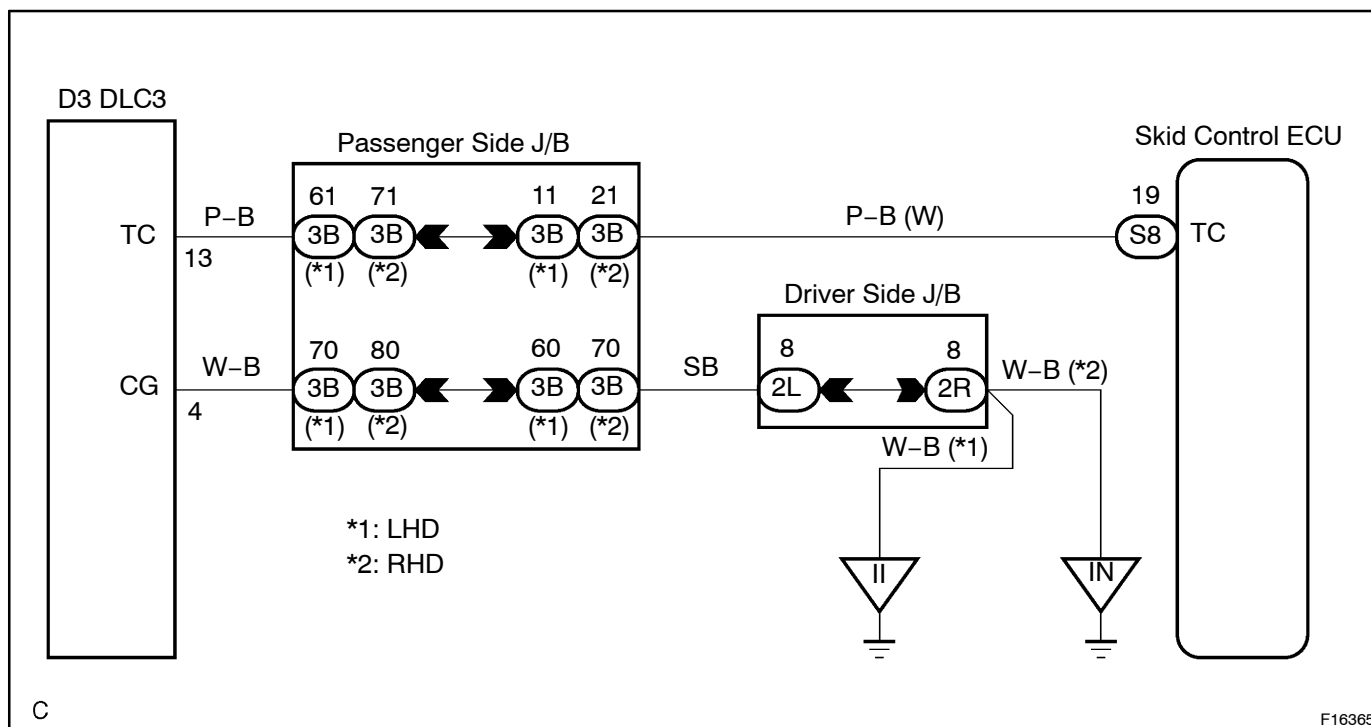 D3 DLC3
Passenger Side J/B
Skid Control ECU
61 71 11 21
19
P−B
P−B (W)
TC
3B 3B 3B 3B
S8
TC
13
(*1) (*2) (*1) (*2)
Driver Side J/B
70 80 60 70
8 8
W−B
SB
W−B (*2)
CG
3B 3B 3B 3B
2L 2R
4
(*1) (*2) (*1) (*2)
W−B (*1)
*1: LHD
*2: RHD
II
IN
C
F16365